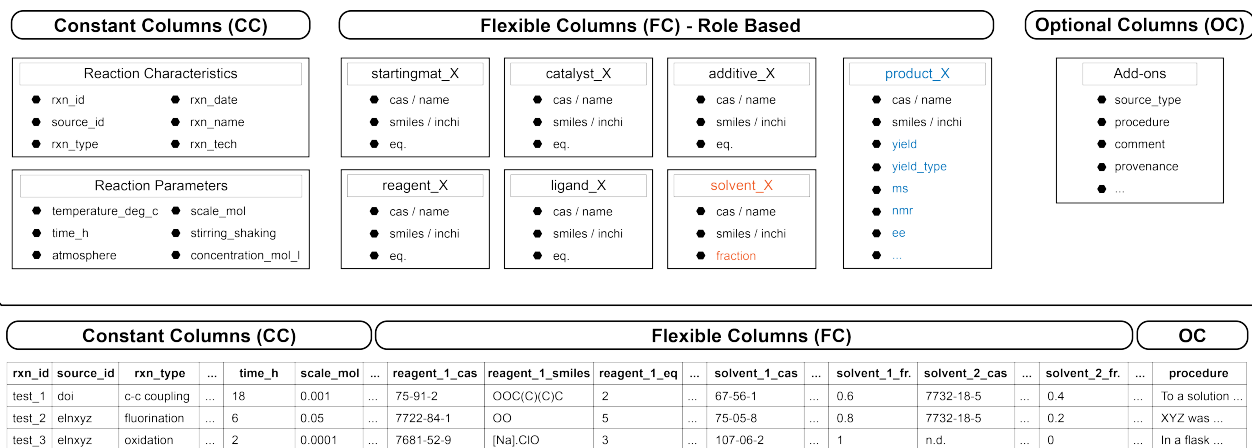 Constant Columns (CC)
Flexible Columns (FC) - Role Based
Optional Columns (OC)
Reaction Characteristics
rxn_id rxn_date
source_id rxn_name
rxn_type rxn_tech
Reaction Parameters
temperature_deg_c scale_mol
time_h stirring_shaking
atmosphere concentration_mol_l
startingmat_X
cas / name
smiles / inchi
eq.
catalyst_X
cas / name
smiles / inchi
eq.
additive_X
cas / name
smiles / inchi
eq.
reagent_X
cas / name
smiles / inchi
eq.
ligand_X
cas / name
smiles / inchi
eq.
solvent_X
cas / name
smiles / inchi
fraction
product_X
cas / name
smiles / inchi
yield
yield_type
ms
nmr
ee
...
Add-ons
source_type
procedure
comment
provenance
...
Constant Columns (CC) Flexible Columns (FC) OC
rxn_id source_id rxn_type ... time_h scale_mol ... reagent_1_cas reagent_1_smiles reagent_1_eq ... solvent_1_cas ... solvent_1_fr. solvent_2_cas ... solvent_2_fr. ... procedure
test_1 doi c-c coupling ... 18 0.001 ... 75-91-2 OOC(C)(C)C 2 ... 67-56-1 ... 0.6 7732-18-5 ... 0.4 ... To a solution ...
test_2 elnxyz fluorination ... 6 0.05 ... 7722-84-1 OO 5 ... 75-05-8 ... 0.8 7732-18-5 ... 0.2 ... XYZ was ...
test_3 elnxyz oxidation ... 2 0.0001 ... 7681-52-9 [Na].ClO 3 ... 107-06-2 ... 1 n.d. ... 0 ... In a flask ...